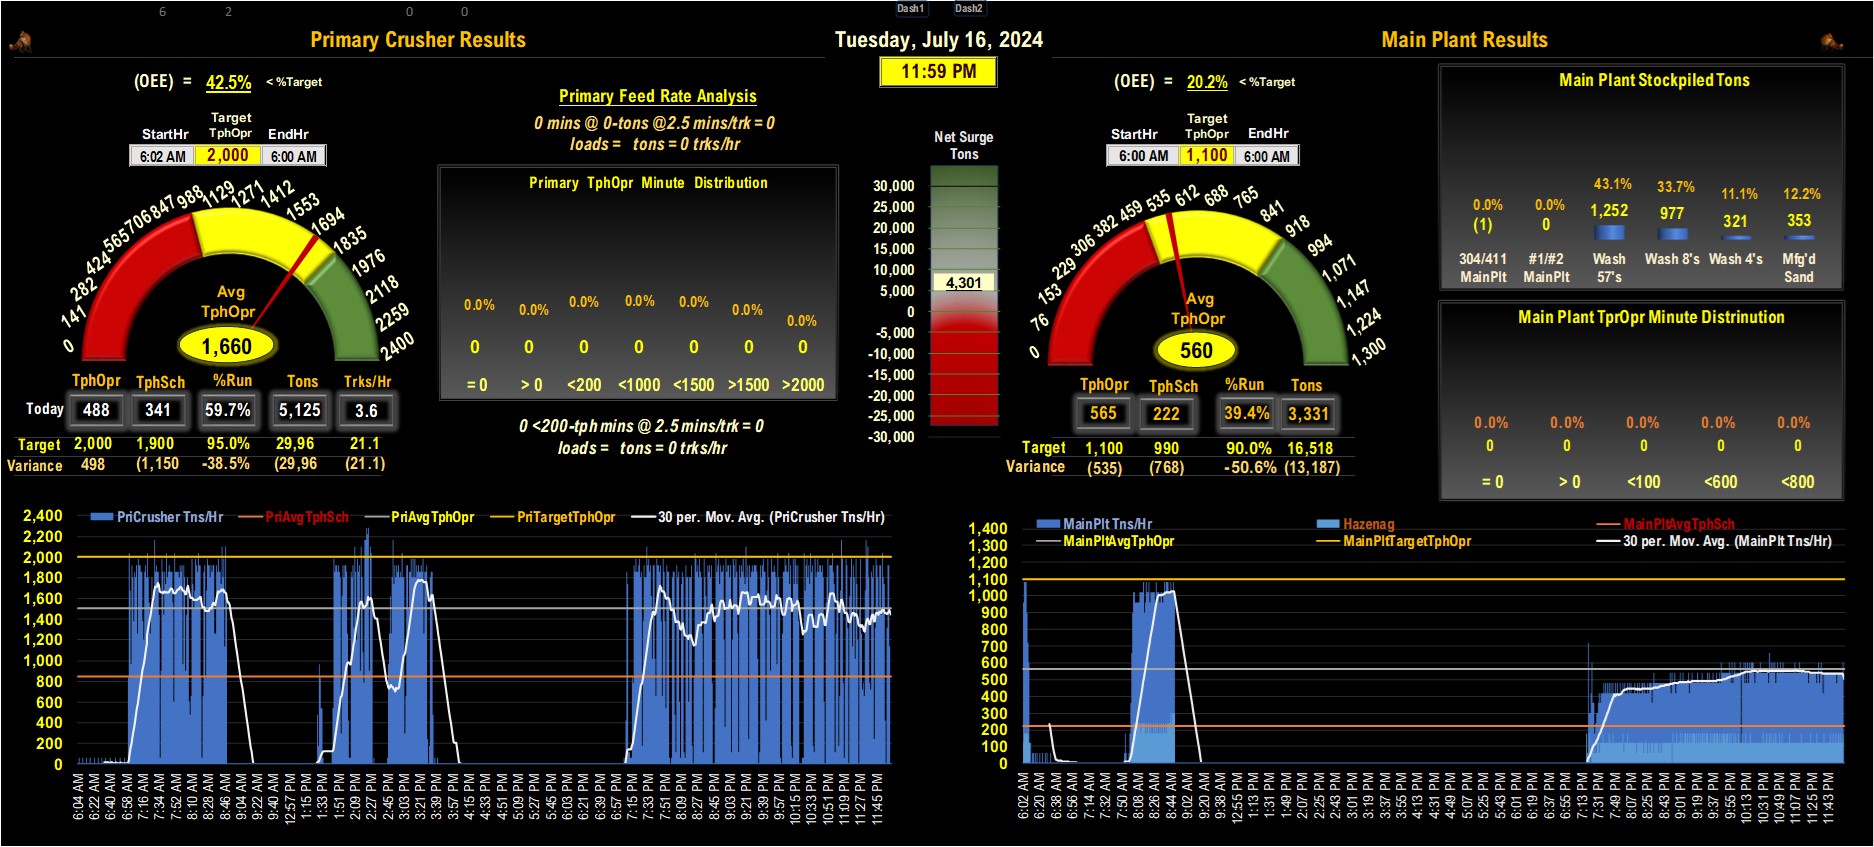 6 2 0 0 Dash1 Dash2
Primary Crusher Results
Tuesday, July 16, 2024
Main Plant Results
11:59 PM
(OEE) = 42.5% < %Target
StartHr Target TphOpr EndHr
6:02 AM 2,000 6:00 AM
0 141 282 424 565 706 847 988 1129 1271 1412 1553 1694 1835 1976 2118 2259 2400
Avg
TphOpr
1,660
TphOpr TphSch %Run Tons Trks/Hr
Today 488 341 59.7% 5,125 3.6
Target 2,000 1,900 95.0% 29,96 21.1
Variance 498 (1,150 -38.5% (29,96 (21.1)
Primary Feed Rate Analysis
0 mins @ 0-tons @2.5 mins/trk = 0
loads = tons = 0 trks/hr
Primary TphOpr Minute Distribution
0.0% 0.0% 0.0% 0.0% 0.0% 0.0% 0.0%
0 0 0 0 0 0 0
= 0 > 0 <200 <1000 <1500 >1500 >2000
0 <200-tph mins @ 2.5 mins/trk = 0
loads = tons = 0 trks/hr
Net Surge
Tons
30,000
25,000
20,000
15,000
10,000
4,301
5,000
0
-5,000
-10,000
-15,000
-20,000
-25,000
-30,000
(OEE) = 20.2% < %Target
StartHr Target TphOpr EndHr
6:00 AM 1,100 6:00 AM
0 76 153 229 306 382 459 535 612 688 765 841 918 994 1,071 1,147 1,224 1,300
Avg
TphOpr
560
TphOpr TphSch %Run Tons
565 222 39.4% 3,331
Target 1,100 990 90.0% 16,518
Variance (535) (768) -50.6% (13,187)
Main Plant Stockpiled Tons
0.0% 0.0% 43.1% 33.7% 11.1% 12.2%
(1) 0 1,252 977 321 353
304/411 MainPlt #1/#2 MainPlt Wash 57's Wash 8's Wash 4's Mfg'd Sand
Main Plant TprOpr Minute Distrinution
0.0% 0.0% 0.0% 0.0% 0.0% 0.0%
0 0 0 0 0 0
= 0 > 0 <100 <600 <800
PriCrusher Tns/Hr PriAvgTphSch PriAvgTphOpr PriTargetTphOpr 30 per. Mov. Avg. (PriCrusher Tns/Hr)
2,400
2,200
2,000
1,800
1,600
1,400
1,200
1,000
800
600
400
200
0
6:04 AM 6:22 AM 6:40 AM 6:58 AM 7:16 AM 7:34 AM 7:52 AM 8:10 AM 8:28 AM 8:46 AM 9:04 AM 9:22 AM 9:40 AM 12:57 PM 1:15 PM 1:33 PM 1:51 PM 2:09 PM 2:27 PM 2:45 PM 3:03 PM 3:21 PM 3:39 PM 3:57 PM 4:15 PM 4:33 PM 4:51 PM 5:09 PM 5:27 PM 5:45 PM 6:03 PM 6:21 PM 6:39 PM 6:57 PM 7:15 PM 7:33 PM 7:51 PM 8:09 PM 8:27 PM 8:45 PM 9:03 PM 9:21 PM 9:39 PM 9:57 PM 10:15 PM 10:33 PM 10:51 PM 11:09 PM 11:27 PM 11:45 PM
MainPlt Tns/Hr Hazenag MainPltAvgTphSch
MainPltAvgTphOpr MainPltTargetTphOpr 30 per. Mov. Avg. (MainPlt Tns/Hr)
1,400
1,300
1,200
1,100
1,000
900
800
700
600
500
400
300
200
100
0
6:02 AM 6:20 AM 6:38 AM 6:56 AM 7:14 AM 7:32 AM 7:50 AM 8:08 AM 8:26 AM 8:44 AM 9:02 AM 9:20 AM 9:38 AM 12:55 PM 1:13 PM 1:31 PM 1:49 PM 2:07 PM 2:25 PM 2:43 PM 3:01 PM 3:19 PM 3:37 PM 3:55 PM 4:13 PM 4:31 PM 4:49 PM 5:07 PM 5:25 PM 5:43 PM 6:01 PM 6:19 PM 6:37 PM 6:55 PM 7:13 PM 7:31 PM 7:49 PM 8:07 PM 8:25 PM 8:43 PM 9:01 PM 9:19 PM 9:37 PM 9:55 PM 10:13 PM 10:31 PM 10:49 PM 11:07 PM 11:25 PM 11:43 PM